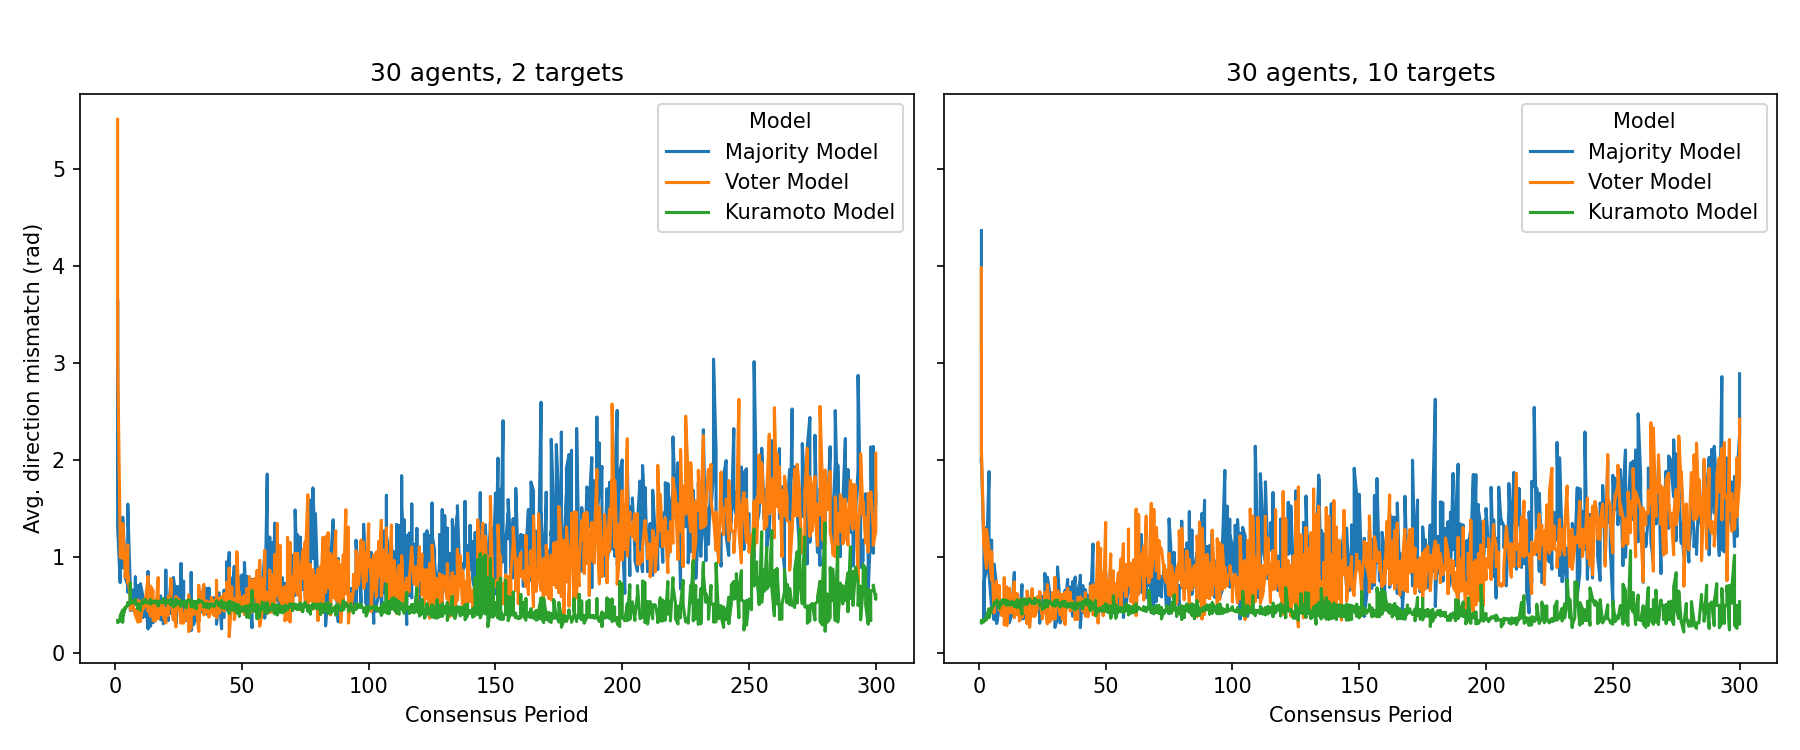 30 agents, 2 targets
Avg. direction mismatch (rad)
5
4
3
2
1
0
Model
Majority Model
Voter Model
Kuramoto Model
0 50 100 150 200 250 300
Consensus Period
30 agents, 10 targets
Model
Majority Model
Voter Model
Kuramoto Model
0 50 100 150 200 250 300
Consensus Period